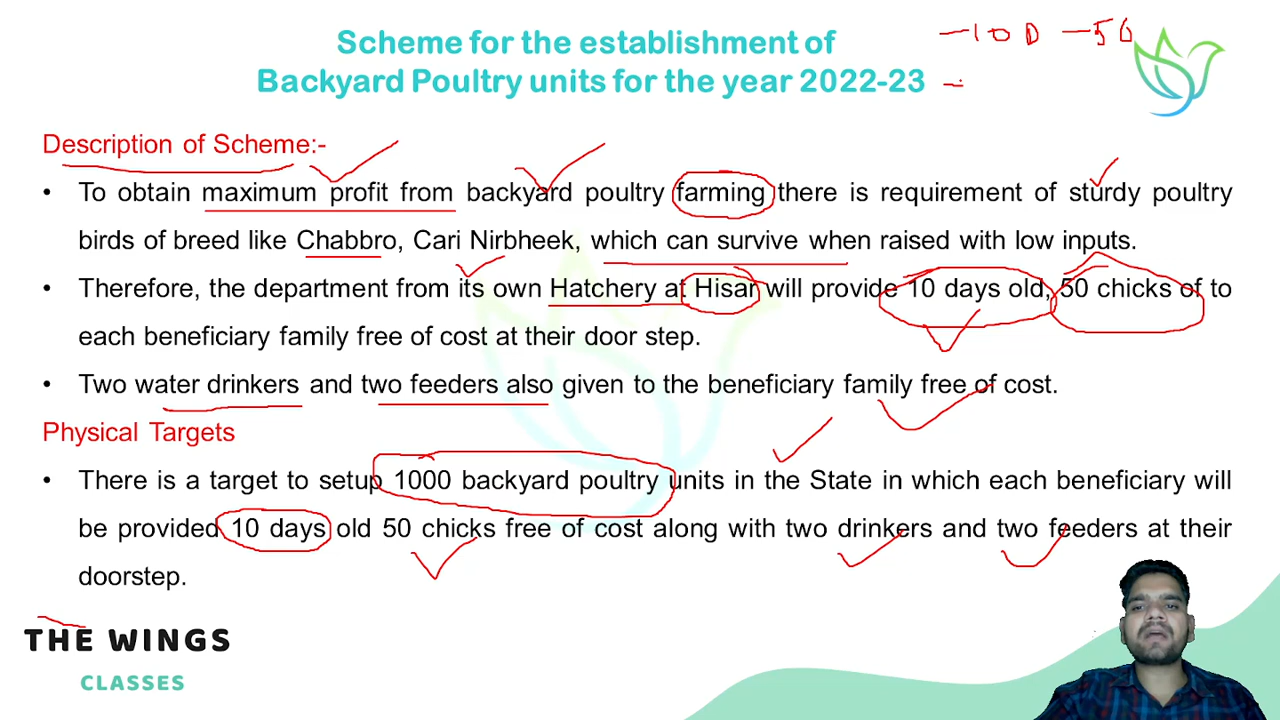 Scheme for the establishment of
Backyard Poultry units for the year 2022-23
-10 D -50
Description of Scheme:-
• To obtain maximum profit from backyard poultry farming there is requirement of sturdy poultry
birds of breed like Chabbro, Cari Nirbheek, which can survive when raised with low inputs.
• Therefore, the department from its own Hatchery at Hisar will provide 10 days old, 50 chicks of to
each beneficiary family free of cost at their door step.
• Two water drinkers and two feeders also given to the beneficiary family free of cost.
Physical Targets
• There is a target to setup 1000 backyard poultry units in the State in which each beneficiary will
be provided 10 days old 50 chicks free of cost along with two drinkers and two feeders at their
doorstep.
THE WINGS
CLASSES